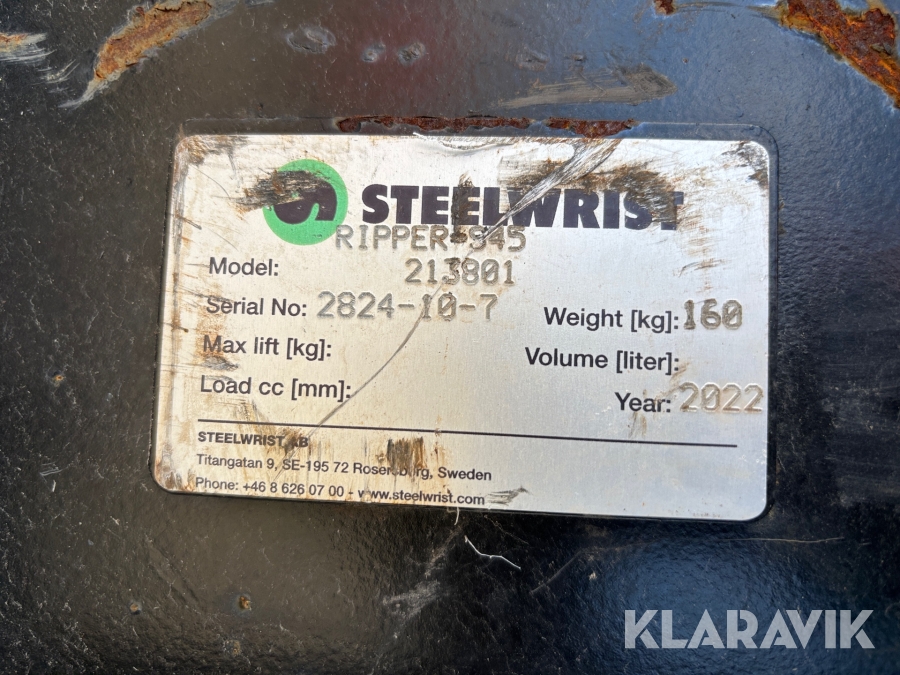 STEELWRIST
RIPPER-S45
Model: 213801
Serial No: 2824-10-7
Weight [kg]: 160
Max lift [kg]:
Volume [liter]:
Load cc [mm]:
Year: 2022
STEELWRIST AB
Titangatan 9, SE-195 72 Rosersberg, Sweden
Phone: +46 8 626 07 00 - www.steelwrist.com
KLARAVIK